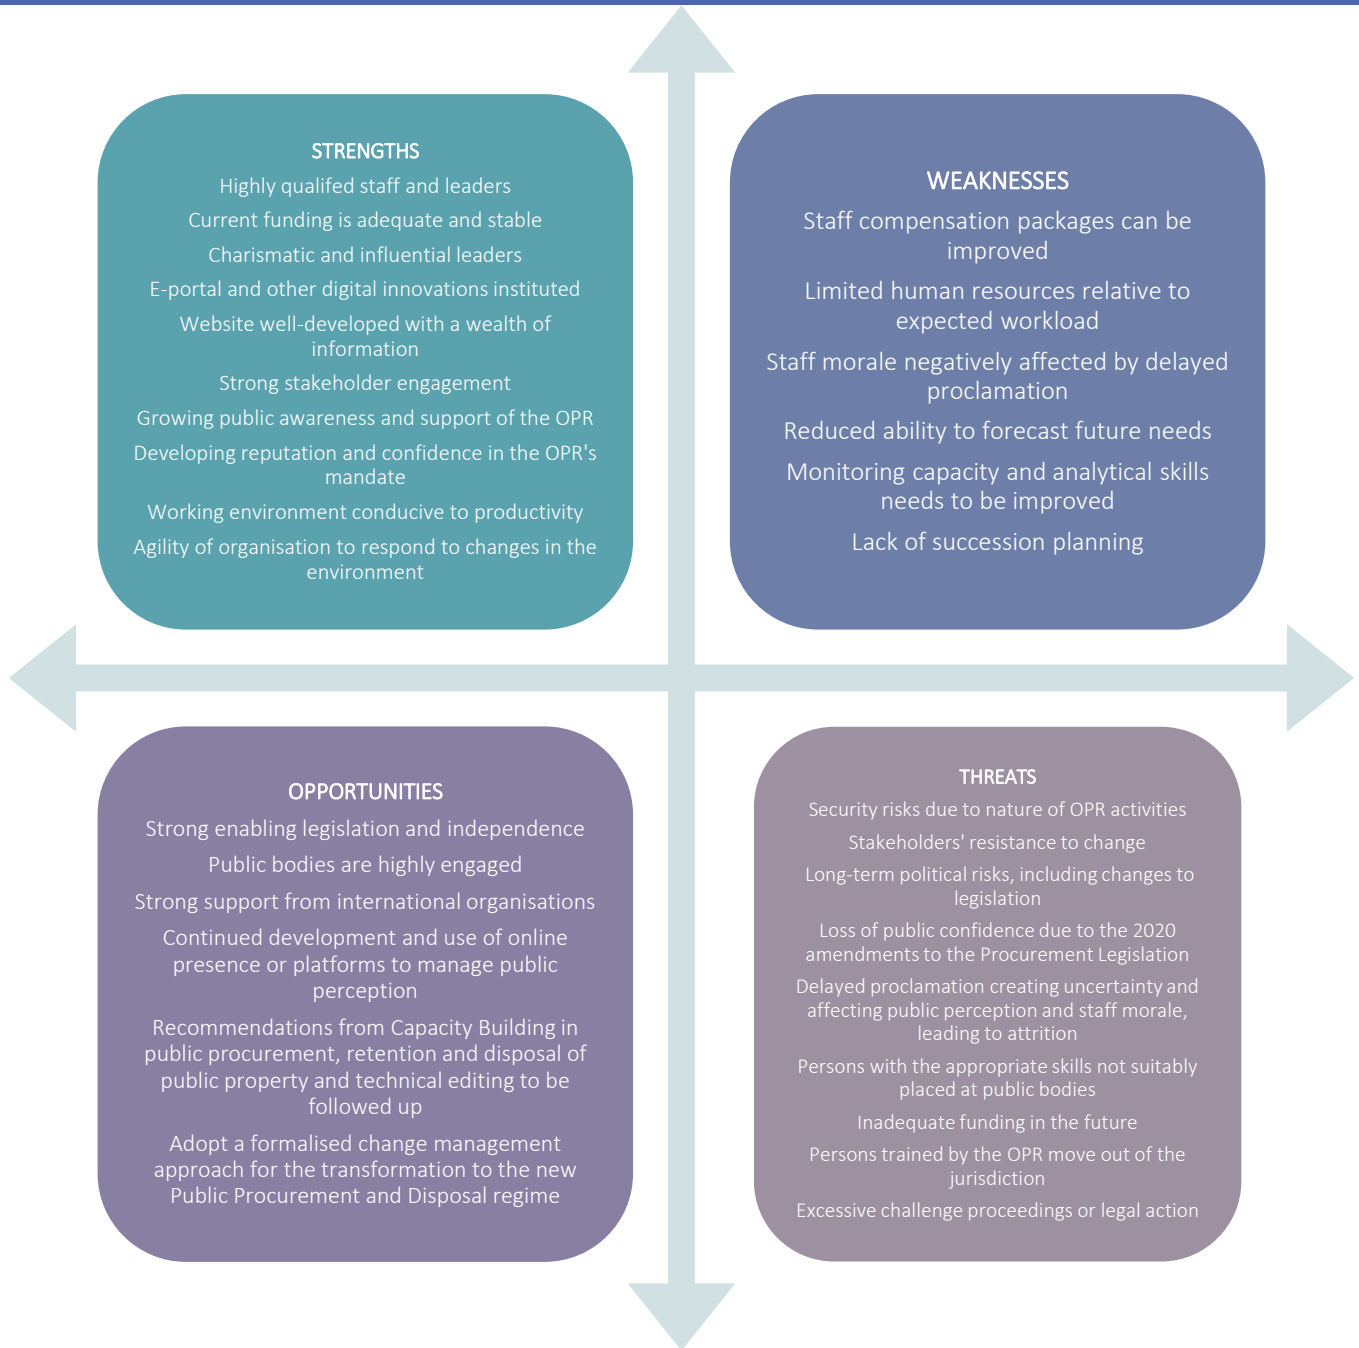 STRENGTHS
Highly qualifed staff and leaders
Current funding is adequate and stable
Charismatic and influential leaders
E-portal and other digital innovations instituted
Website well-developed with a wealth of
information
Strong stakeholder engagement
Growing public awareness and support of the OPR
Developing reputation and confidence in the OPR's
mandate
Working environment conducive to productivity
Agility of organisation to respond to changes in the
environment
WEAKNESSES
Staff compensation packages can be
improved
Limited human resources relative to
expected workload
Staff morale negatively affected by delayed
proclamation
Reduced ability to forecast future needs
Monitoring capacity and analytical skills
needs to be improved
Lack of succession planning
OPPORTUNITIES
Strong enabling legislation and independence
Public bodies are highly engaged
Strong support from international organisations
Continued development and use of online
presence or platforms to manage public
perception
Recommendations from Capacity Building in
public procurement, retention and disposal of
public property and technical editing to be
followed up
Adopt a formalised change management
approach for the transformation to the new
Public Procurement and Disposal regime
THREATS
Security risks due to nature of OPR activities
Stakeholders' resistance to change
Long-term political risks, including changes to
legislation
Loss of public confidence due to the 2020
amendments to the Procurement Legislation
Delayed proclamation creating uncertainty and
affecting public perception and staff morale,
leading to attrition
Persons with the appropriate skills not suitably
placed at public bodies
Inadequate funding in the future
Persons trained by the OPR move out of the
jurisdiction
Excessive challenge proceedings or legal action